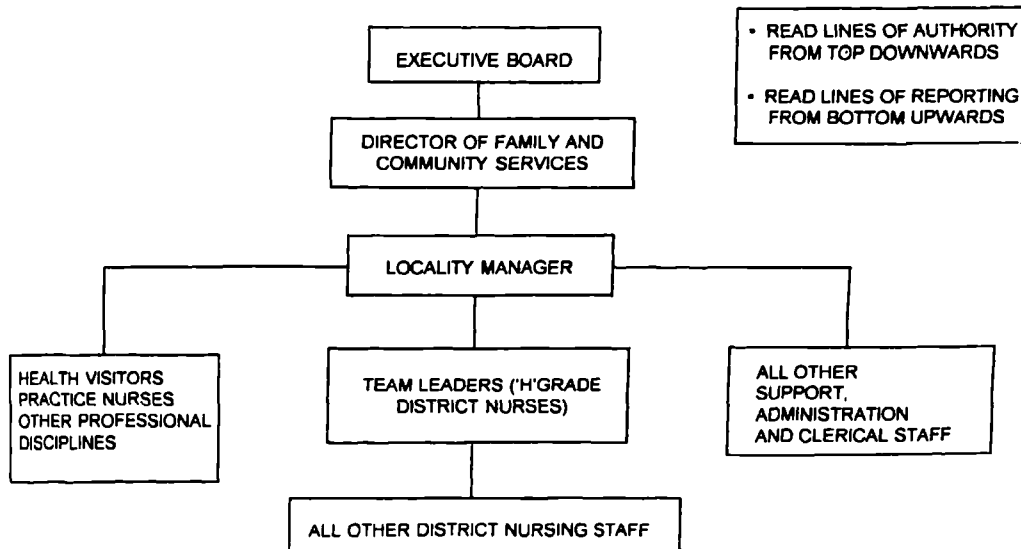 EXECUTIVE BOARD
• READ LINES OF AUTHORITY
FROM TOP DOWNWARDS
• READ LINES OF REPORTING
FROM BOTTOM UPWARDS
DIRECTOR OF FAMILY AND
COMMUNITY SERVICES
LOCALITY MANAGER
HEALTH VISITORS
PRACTICE NURSES
OTHER PROFESSIONAL
DISCIPLINES
TEAM LEADERS ('H'GRADE
DISTRICT NURSES)
ALL OTHER
SUPPORT,
ADMINISTRATION
AND CLERICAL STAFF
ALL OTHER DISTRICT NURSING STAFF